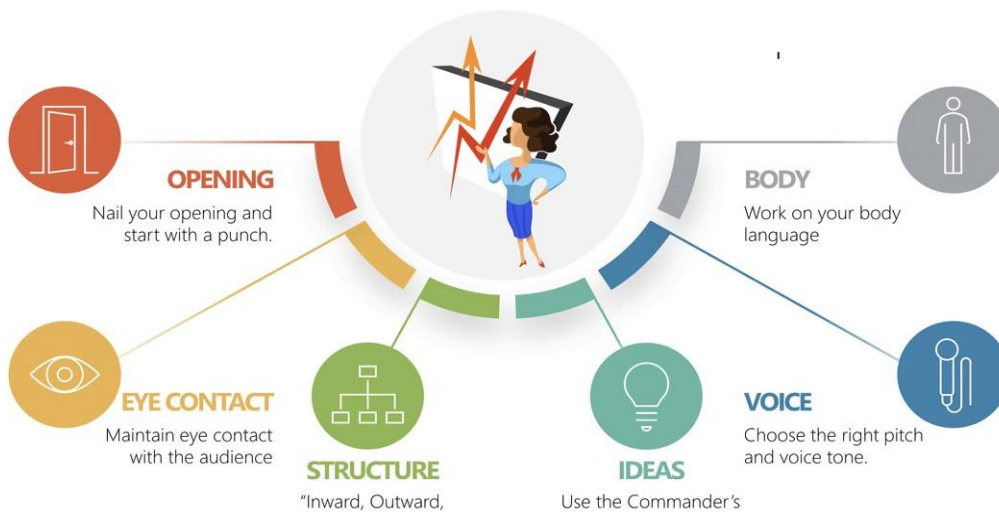 OPENING
Nail your opening and
start with a punch.
EYE CONTACT
Maintain eye contact
with the audience
STRUCTURE
“Inward, Outward,
IDEAS
Use the Commander’s
VOICE
Choose the right pitch
and voice tone.
BODY
Work on your body
language